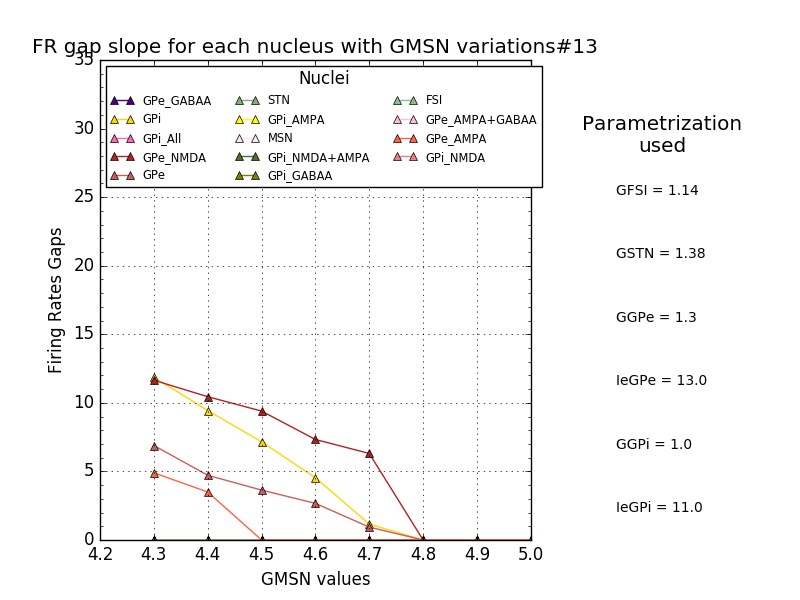 FR gap slope for each nucleus with GMSN variations#13
Nuclei
GPe_GABAA
GPi
GPi_All
GPe_NMDA
GPe
STN
GPi_AMPA
MSN
GPi_NMDA+AMPA
GPi_GABAA
FSI
GPe_AMPA+GABAA
GPe_AMPA
GPi_NMDA
35
30
25
20
15
10
5
0
Firing Rates Gaps
4.2 4.3 4.4 4.5 4.6 4.7 4.8 4.9 5.0
GMSN values
Parametrization
used
GFSI = 1.14
GSTN = 1.38
GGPe = 1.3
IeGPe = 13.0
GGPi = 1.0
IeGPi = 11.0